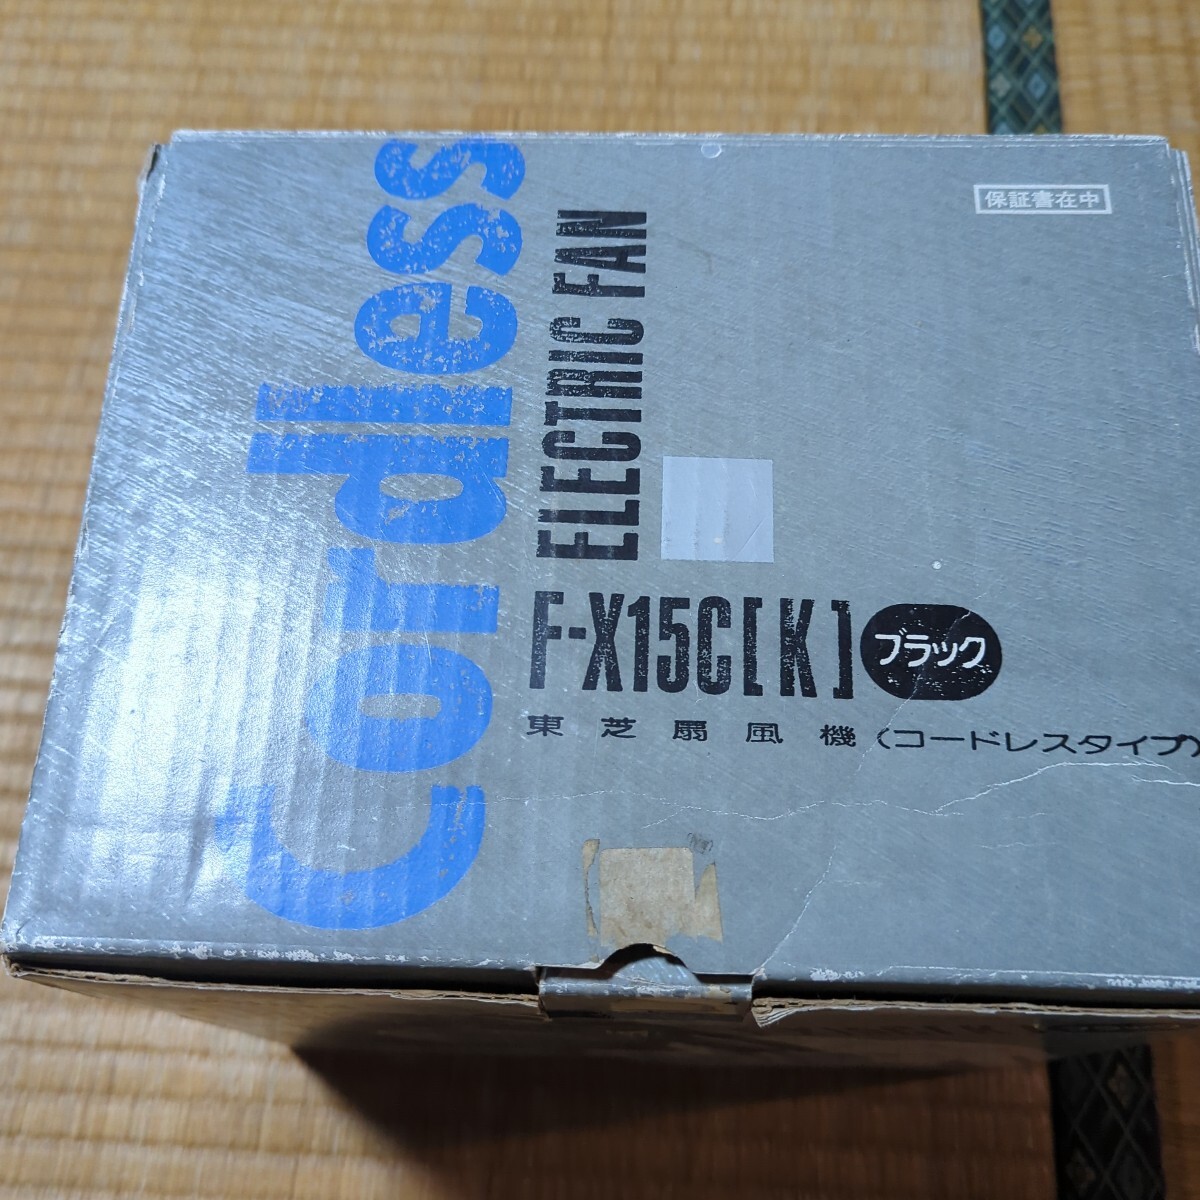 保証書在中
Cordless
ELECTRIC FAN
F-X15C[K] ブラック
東芝扇風機(コードレスタイプ)